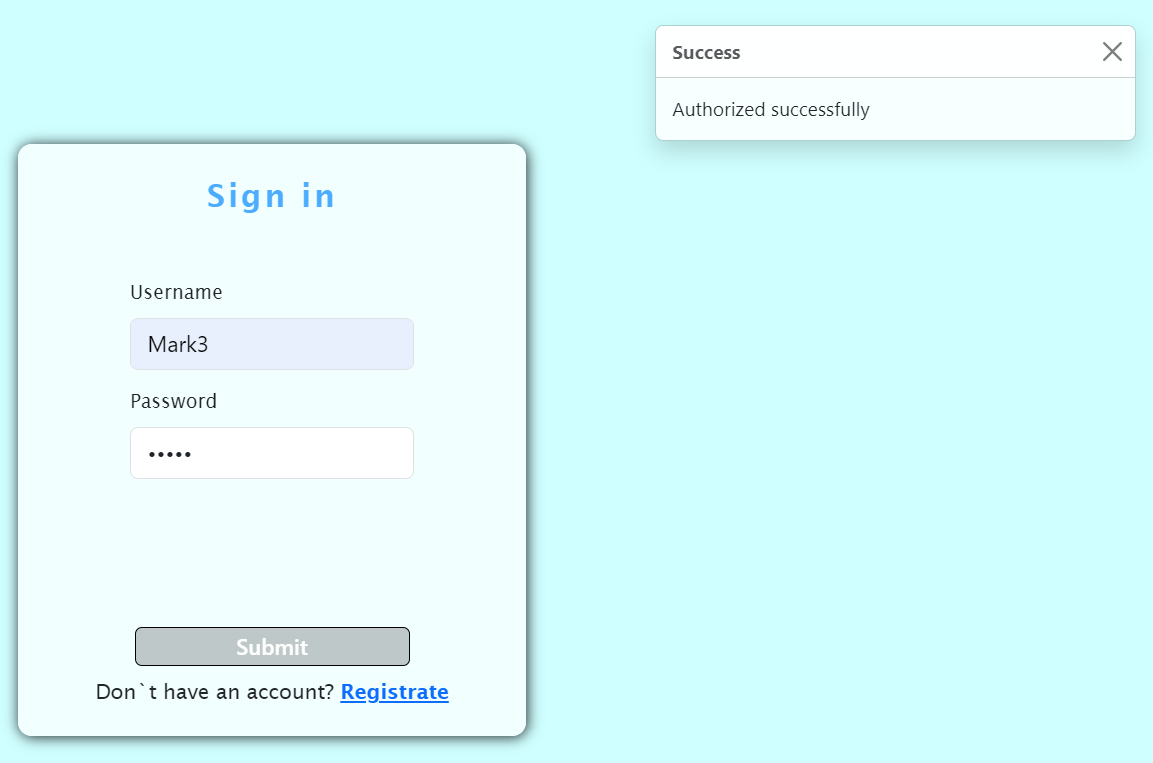 Success
Authorized successfully
Sign in
Username
Mark3
Password
•••••
Submit
Don`t have an account? Registrate